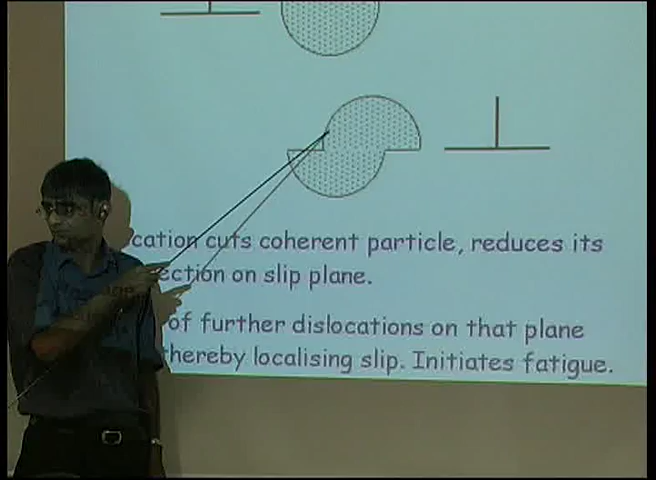 cation cuts coherent particle, reduces its
ection on slip plane.
of further dislocations on that plane
thereby localising slip. Initiates fatigue.